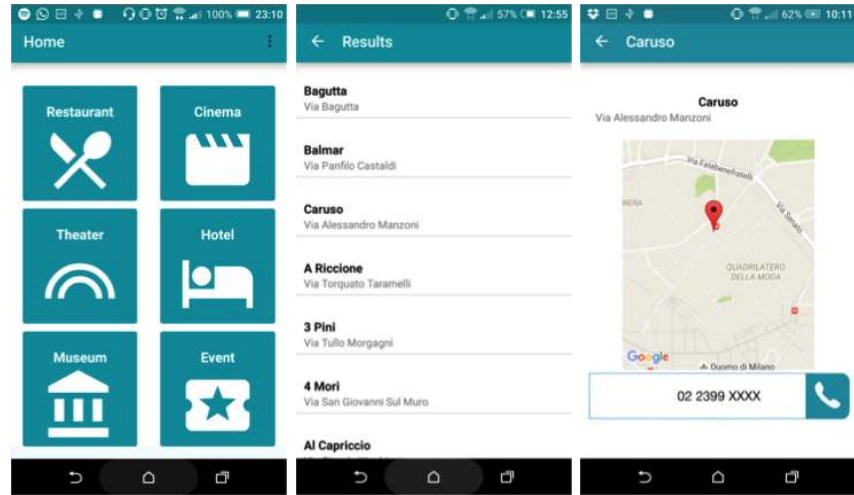 100% 23:10
Home
Restaurant
Cinema
Theater
Hotel
Museum
Event
57% 12:55
Results
Bagutta
Via Bagutta
Balmar
Via Panfilo Castaldi
Caruso
Via Alessandro Manzoni
A Riccione
Via Torquato Taramelli
3 Pini
Via Tullo Morgagni
4 Mori
Via San Giovanni Sul Muro
Al Capriccio
62% 10:11
Caruso
Caruso
Via Alessandro Manzoni
Via Fatebenefratelli
Via Senato
QUADRILATERO
DELLA MODA
Google
Duomo di Milano
02 2399 XXXX